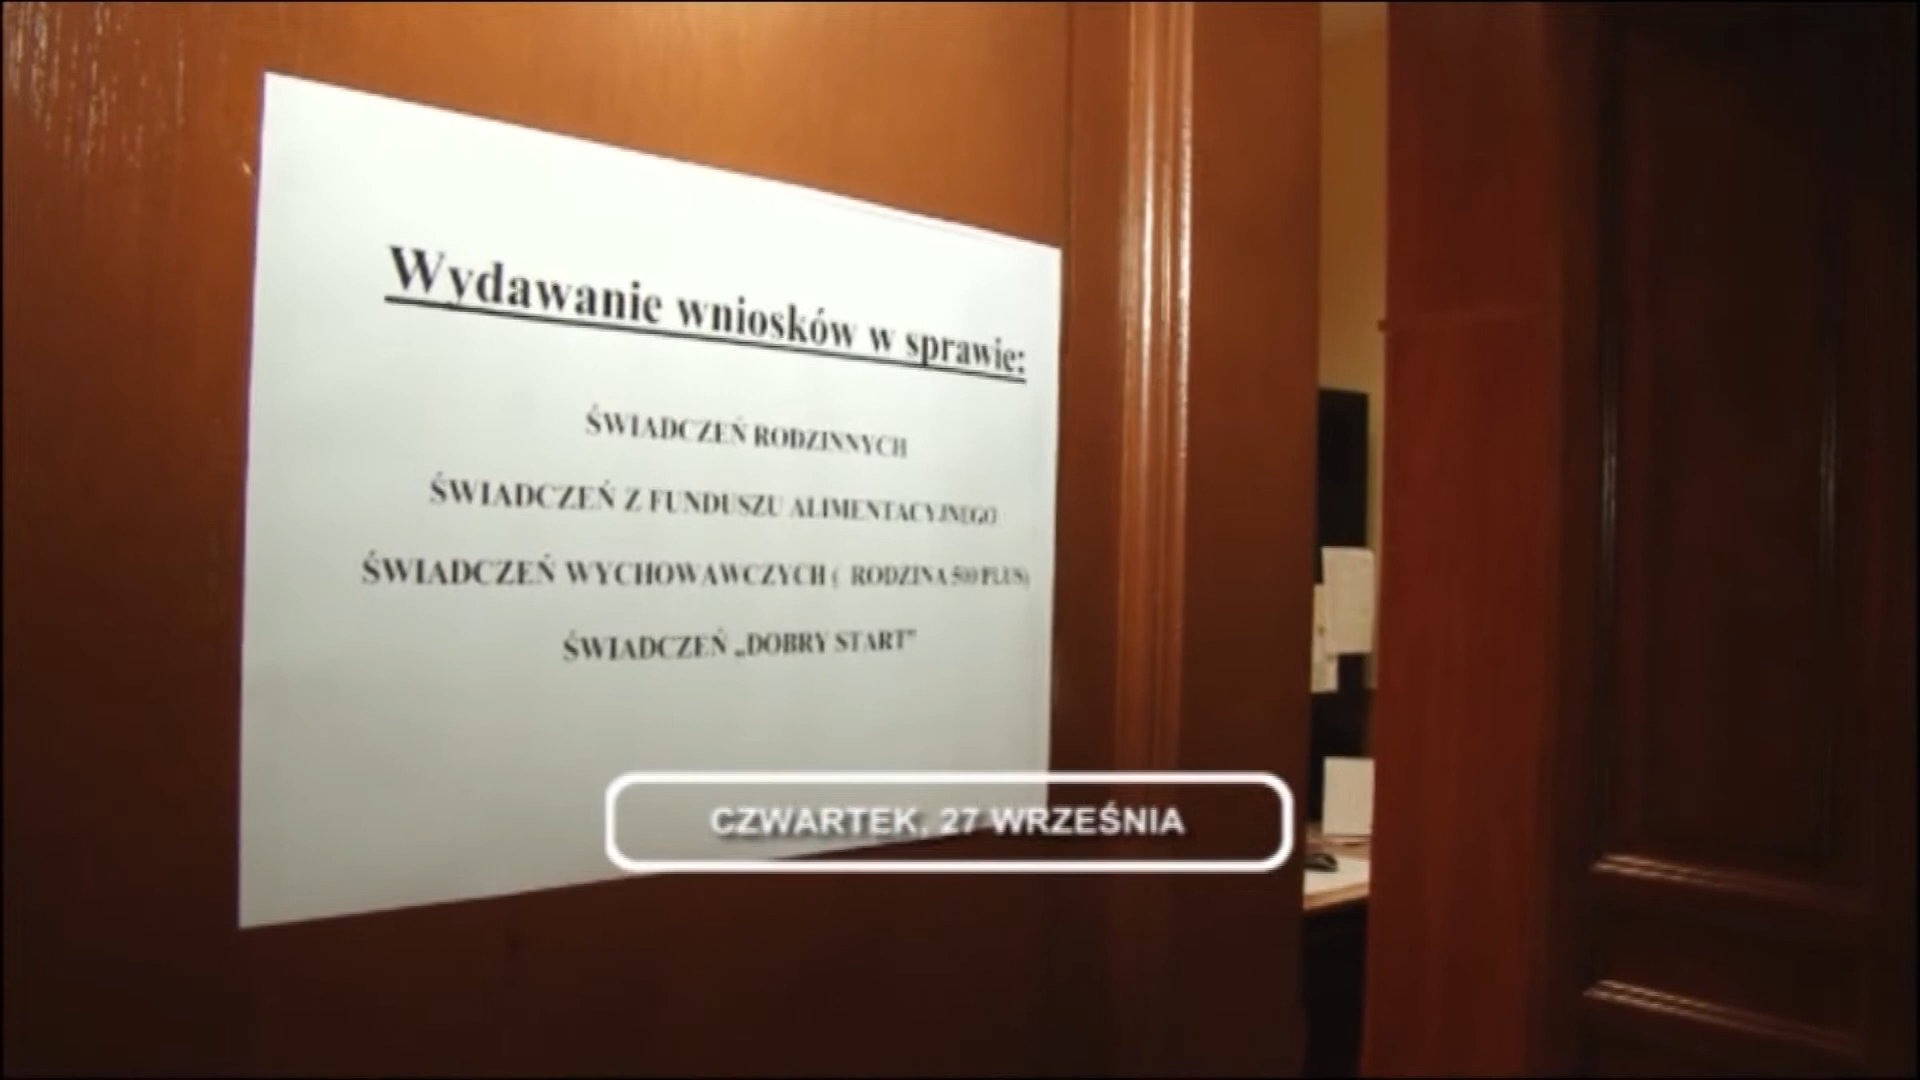 Wydawanie wniosków w sprawie:
ŚWIADCZEŃ RODZINNYCH
ŚWIADCZEŃ Z FUNDUSZU ALIMENTACYJNEGO
ŚWIADCZEŃ WYCHOWAWCZYCH ( RODZINA 500 PLUS)
ŚWIADCZEŃ „DOBRY START”
CZWARTEK, 27 WRZEŚNIA